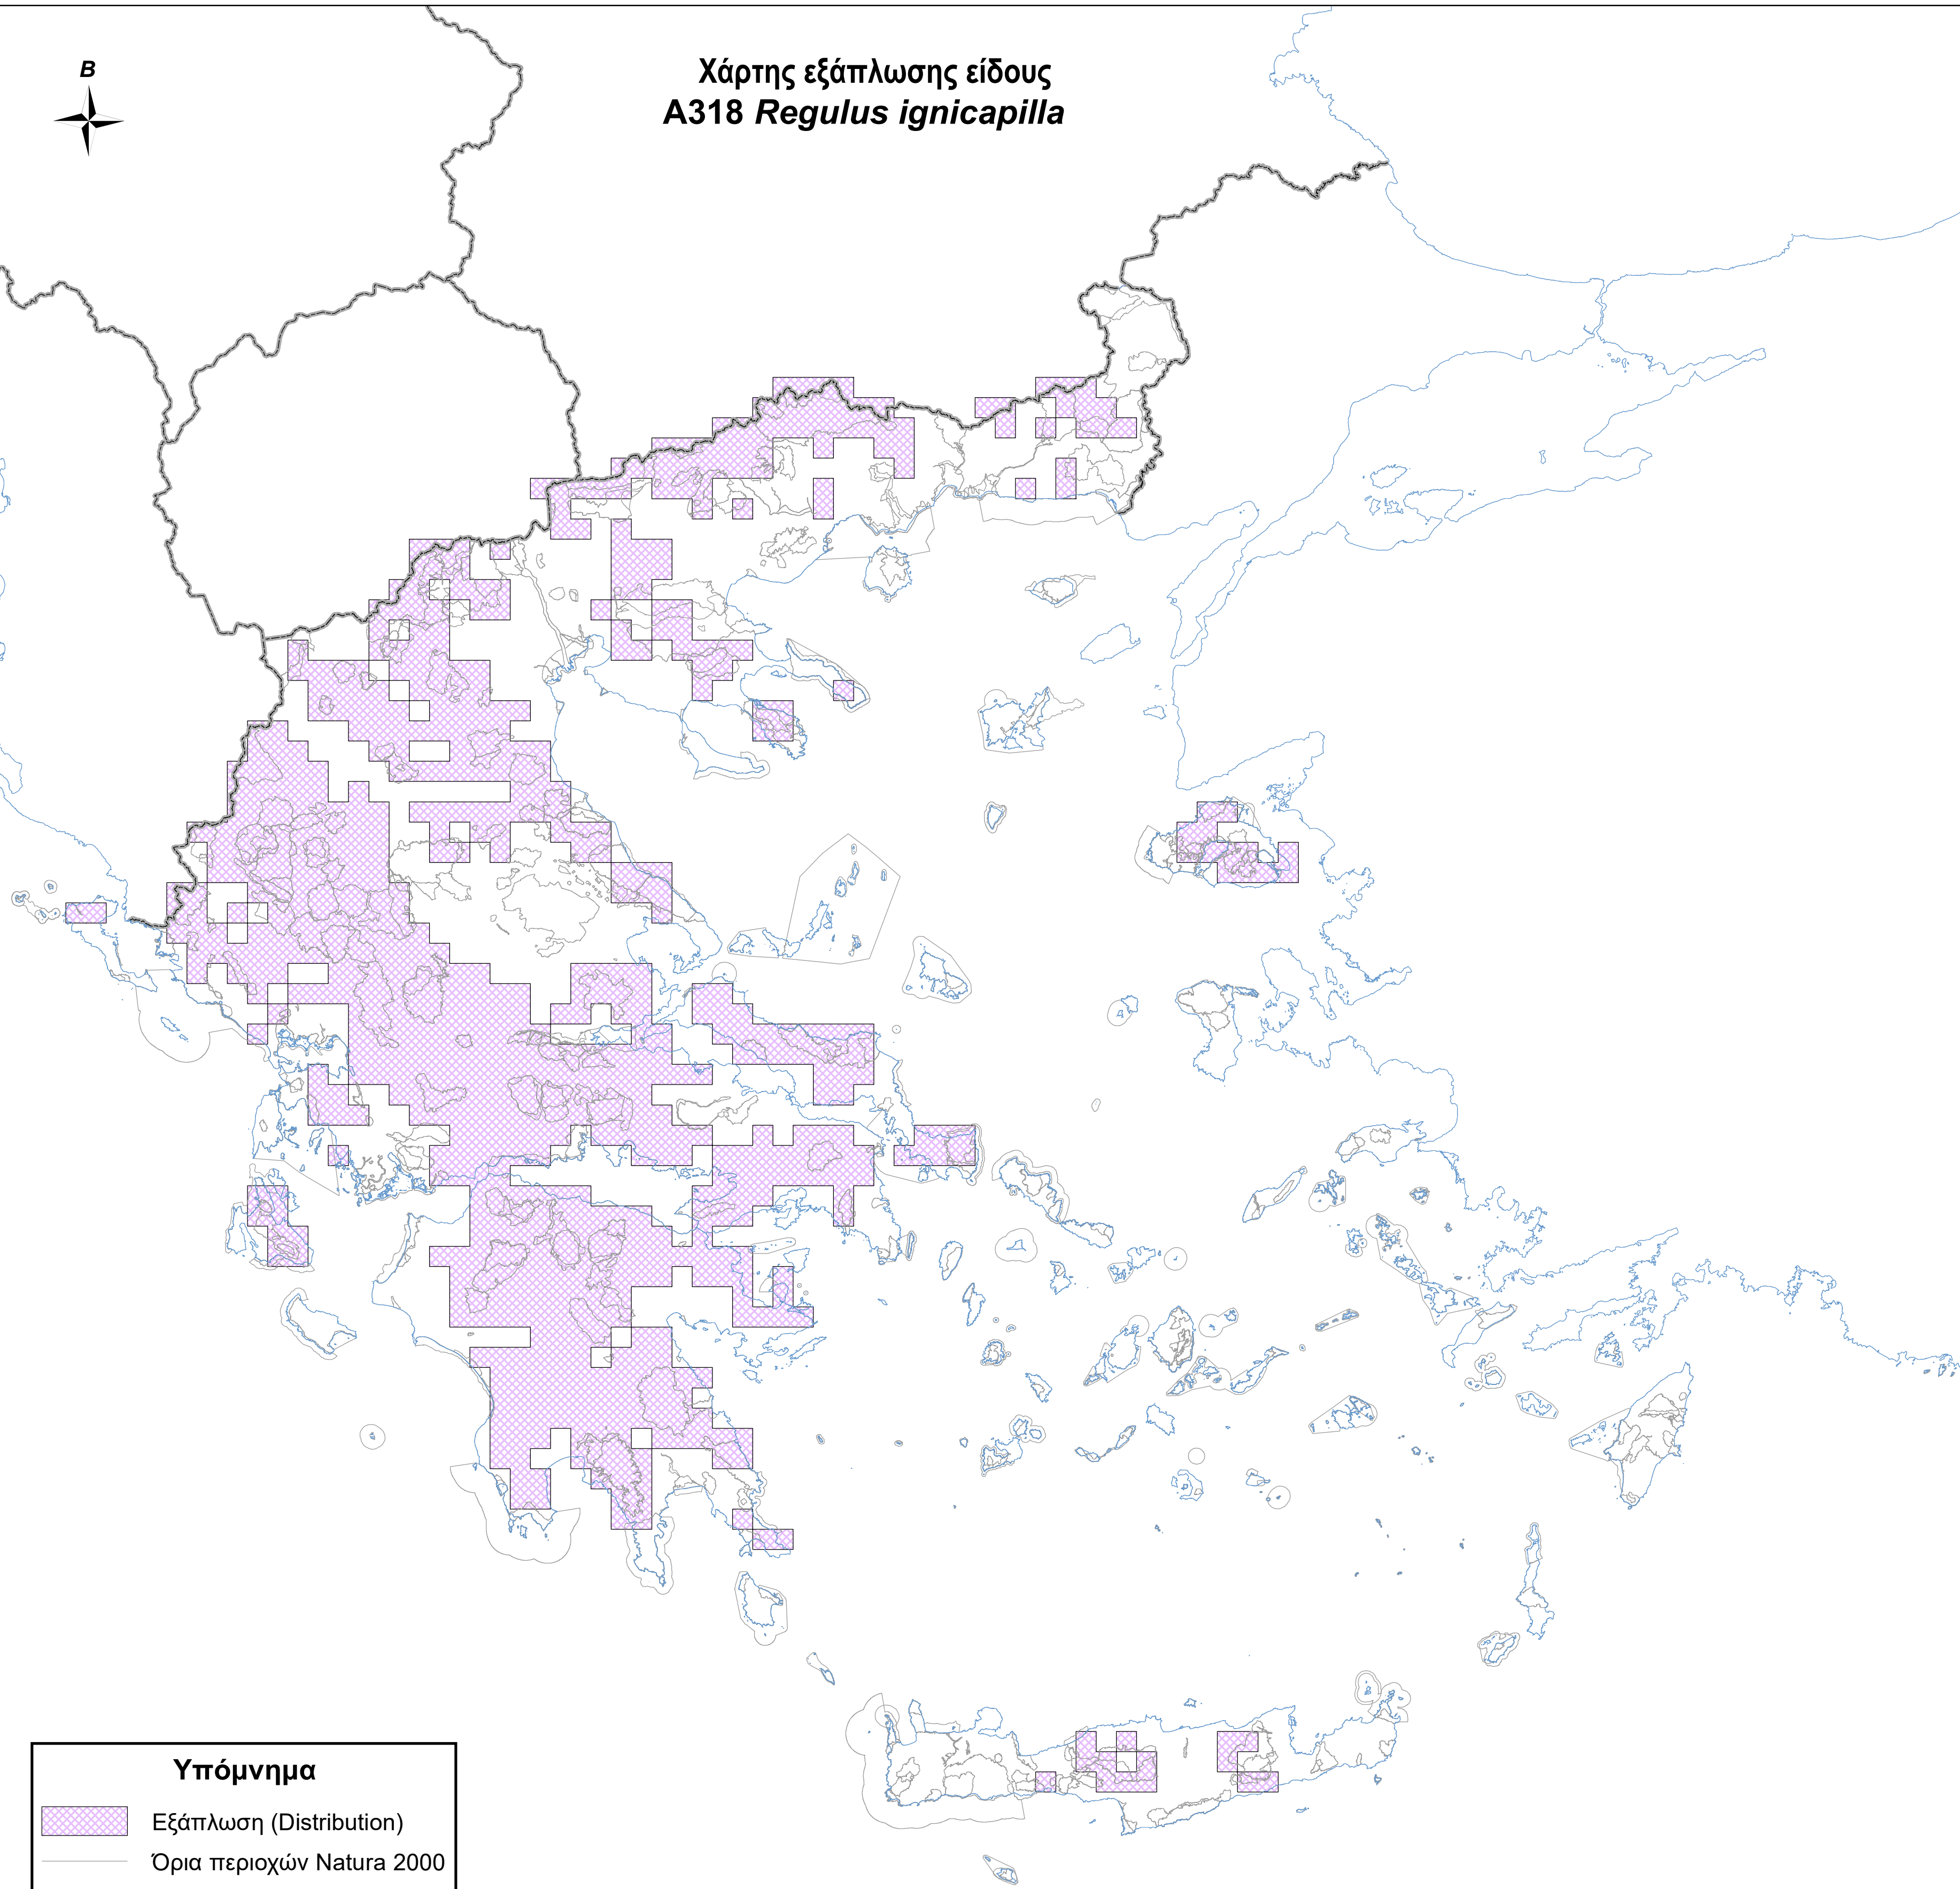 B
Χάρτης εξάπλωσης είδους
A318 Regulus ignicapilla
Υπόμνημα
Εξάπλωση (Distribution)
Όρια περιοχών Natura 2000